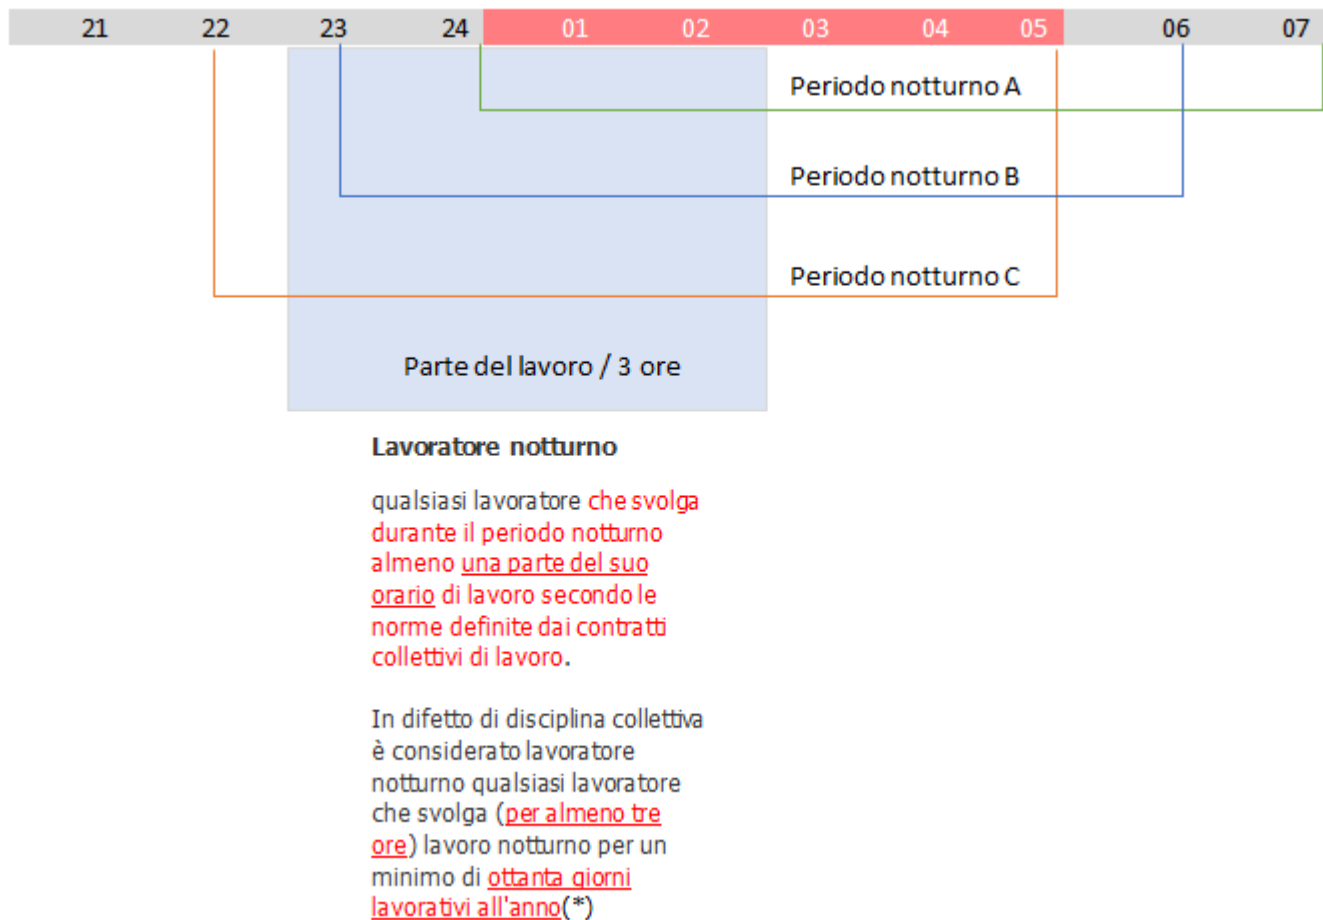 21 22 23 24 01 02 03 04 05 06 07
Periodo notturno A
Periodo notturno B
Periodo notturno C
Parte del lavoro / 3 ore
Lavoratore notturno
qualsiasi lavoratore che svolga
durante il periodo notturno
almeno una parte del suo
orario di lavoro secondo le
norme definite dai contratti
collettivi di lavoro.
In difetto di disciplina collettiva
è considerato lavoratore
notturno qualsiasi lavoratore
che svolga (per almeno tre
ore) lavoro notturno per un
minimo di ottanta giorni
lavorativi all'anno(*)